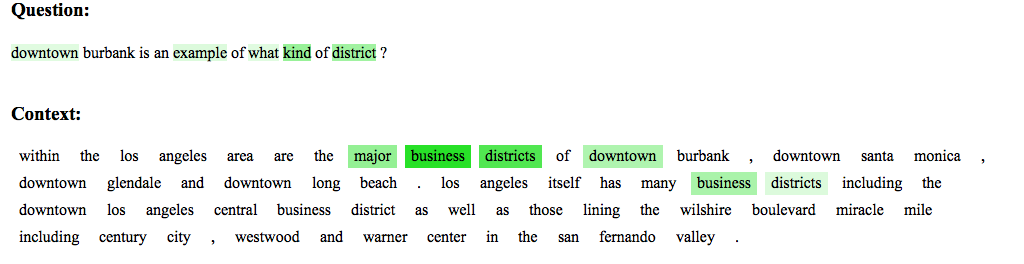 Question:
downtown burbank is an example of what kind of district ?
Context:
within the los angeles area are the major business districts of downtown burbank , downtown santa monica ,
downtown glendale and downtown long beach . los angeles itself has many business districts including the
downtown los angeles central business district as well as those lining the wilshire boulevard miracle mile
including century city , westwood and warner center in the san fernando valley .